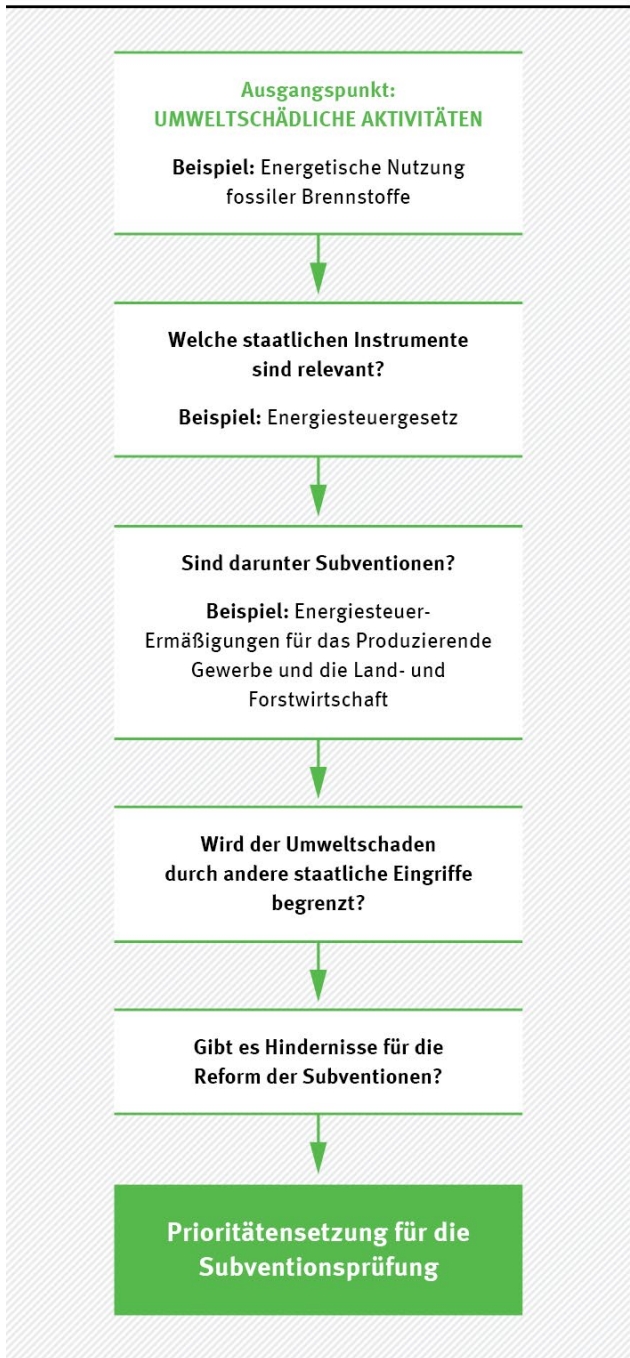 Ausgangspunkt:
UMWELTSCHÄDLICHE AKTIVITÄTEN
Beispiel: Energetische Nutzung
fossiler Brennstoffe
Welche staatlichen Instrumente
sind relevant?
Beispiel: Energiesteuergesetz
Sind darunter Subventionen?
Beispiel: Energiesteuer-
Ermäßigungen für das Produzierende
Gewerbe und die Land- und
Forstwirtschaft
Wird der Umweltschaden
durch andere staatliche Eingriffe
begrenzt?
Gibt es Hindernisse für die
Reform der Subventionen?
Prioritätensetzung für die
Subventionsprüfung